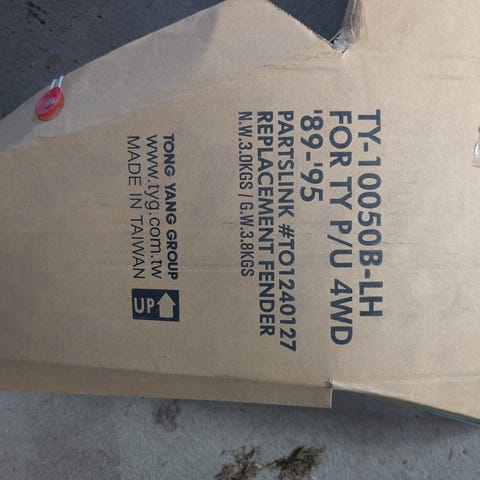 TY-10050B-LH
FOR TY P/U 4WD
'89-'95
PARTSLINK #TO1240127
REPLACEMENT FENDER
N.W.3.0KGS / G.W.3.8KGS
TONG YANG GROUP
www.tyg.com.tw
MADE IN TAIWAN
UP